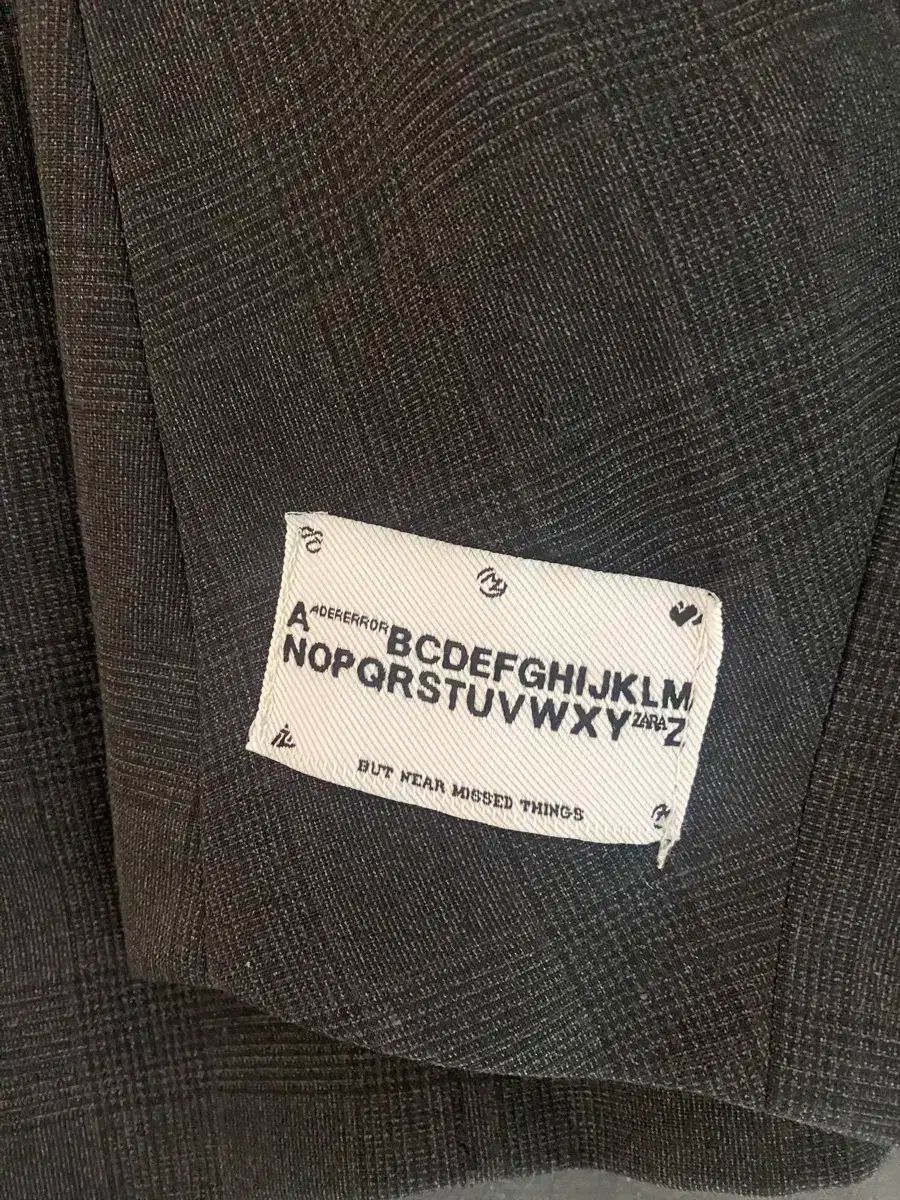 A ADERERROR BCDEFGHIJKLM
NOPQRSTUVWXY ZARA Z
BUT NEAR MISSED THINGS